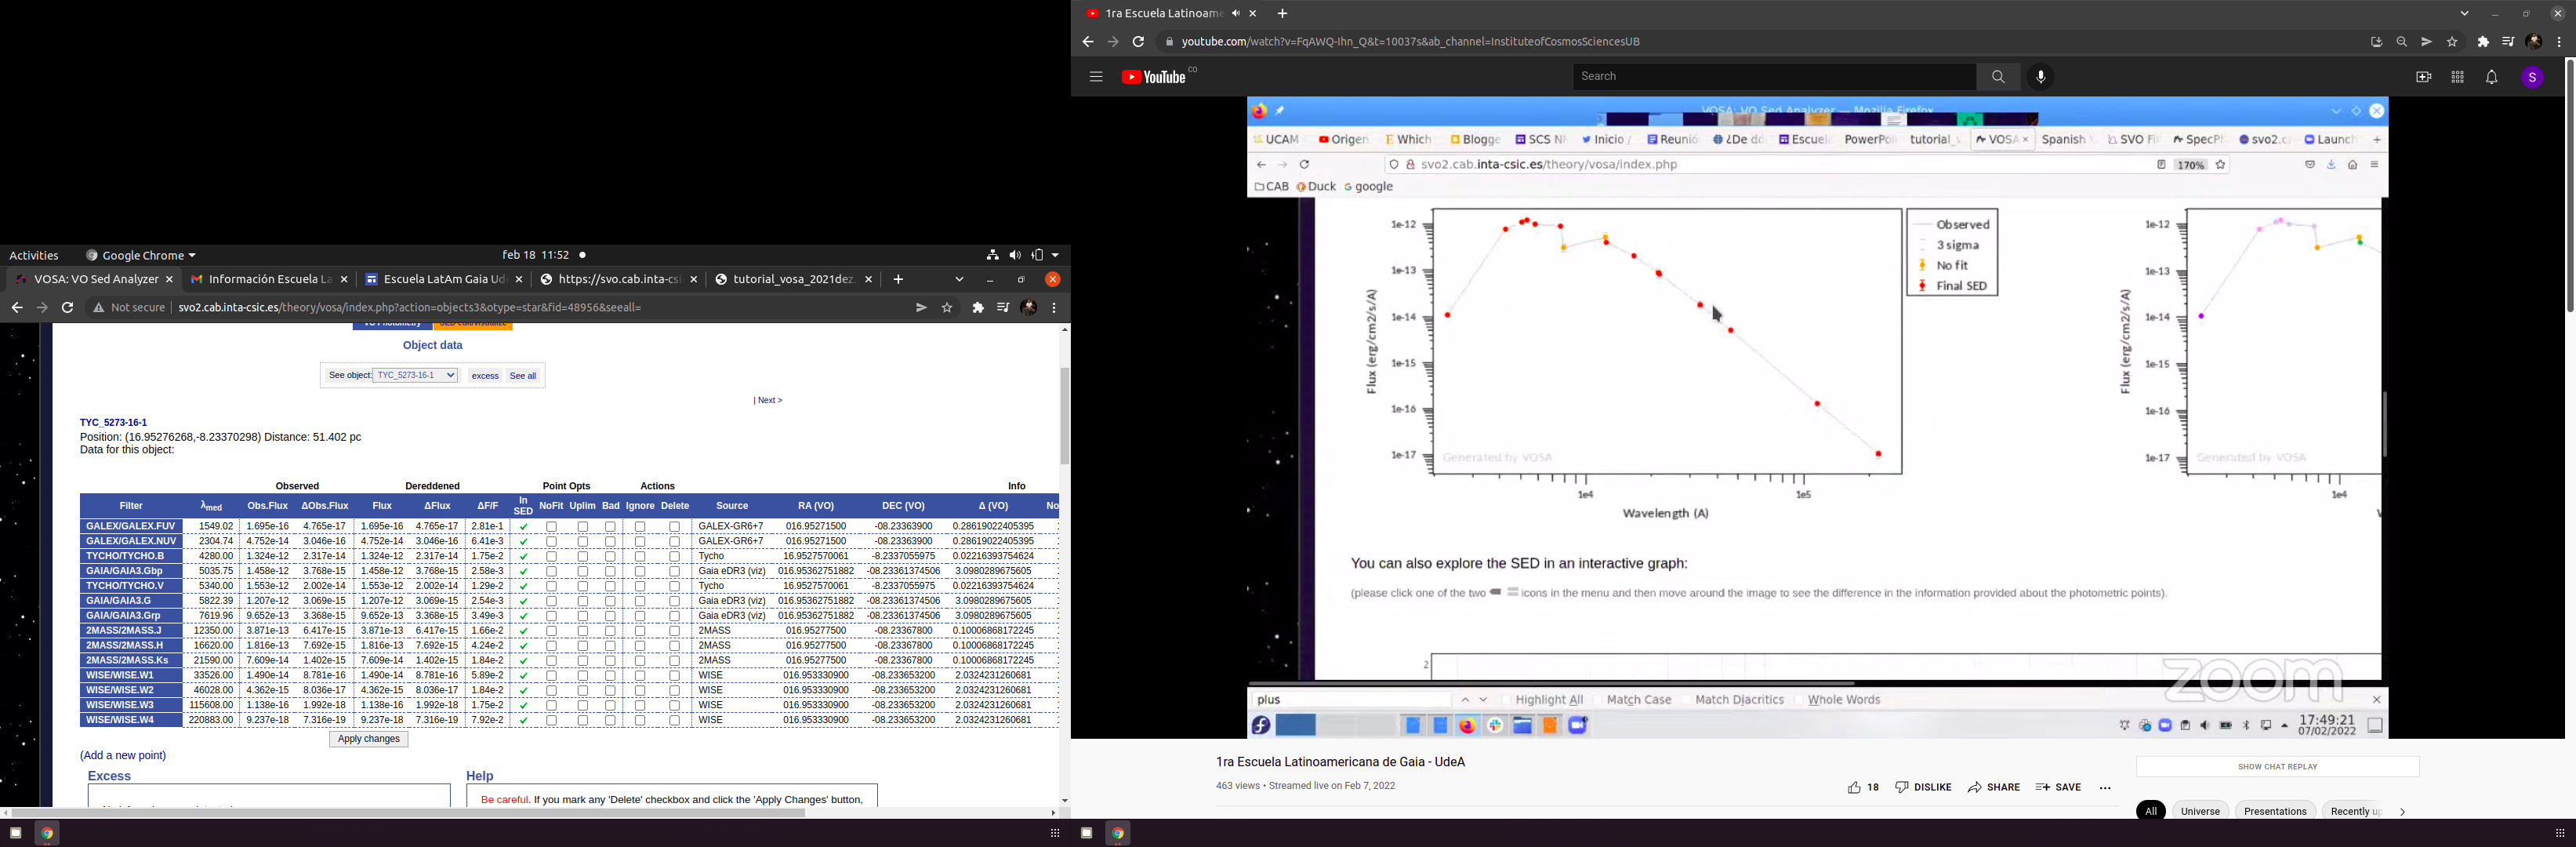 Activities
Google Chrome
feb 18 11:52
VOSA: VO Sed Analyzer
Información Escuela La
Escuela LatAm Gaia Ud
https://svo.cab.inta-csi
tutorial_vosa_2021dez.
Not secure | svo2.cab.inta-csic.es/theory/vosa/index.php?action=objects3&otype=star&fid=48956&seeall=
Object data
See object: TYC_5273-16-1 excess See all
| Next >
TYC_5273-16-1
Position: (16.95276268,-8.23370298) Distance: 51.402 pc
Data for this object:
Observed Dereddened Point Opts Actions Info
Filter λmed Obs.Flux ΔObs.Flux Flux ΔFlux ΔF/F In SED NoFit Uplim Bad Ignore Delete Source RA (VO) DEC (VO) Δ (VO) No
GALEX/GALEX.FUV 1549.02 1.695e-16 4.765e-17 1.695e-16 4.765e-17 2.81e-1 GALEX-GR6+7 016.95271500 -08.23363900 0.28619022405395
GALEX/GALEX.NUV 2304.74 4.752e-14 3.046e-16 4.752e-14 3.046e-16 6.41e-3 GALEX-GR6+7 016.95271500 -08.23363900 0.28619022405395
TYCHO/TYCHO.B 4280.00 1.324e-12 2.317e-14 1.324e-12 2.317e-14 1.75e-2 Tycho 16.9527570061 -8.2337055975 0.02216393754624
GAIA/GAIA3.Gbp 5035.75 1.458e-12 3.768e-15 1.458e-12 3.768e-15 2.58e-3 Gaia eDR3 (viz) 016.95362751882 -08.23361374506 3.0980289675605
TYCHO/TYCHO.V 5340.00 1.553e-12 2.002e-14 1.553e-12 2.002e-14 1.29e-2 Tycho 16.9527570061 -8.2337055975 0.02216393754624
GAIA/GAIA3.G 5822.39 1.207e-12 3.069e-15 1.207e-12 3.069e-15 2.54e-3 Gaia eDR3 (viz) 016.95362751882 -08.23361374506 3.0980289675605
GAIA/GAIA3.Grp 7619.96 9.652e-13 3.368e-15 9.652e-13 3.368e-15 3.49e-3 Gaia eDR3 (viz) 016.95362751882 -08.23361374506 3.0980289675605
2MASS/2MASS.J 12350.00 3.871e-13 6.417e-15 3.871e-13 6.417e-15 1.66e-2 2MASS 016.95277500 -08.23367800 0.10006868172245
2MASS/2MASS.H 16620.00 1.816e-13 7.692e-15 1.816e-13 7.692e-15 4.24e-2 2MASS 016.95277500 -08.23367800 0.10006868172245
2MASS/2MASS.Ks 21590.00 7.609e-14 1.402e-15 7.609e-14 1.402e-15 1.84e-2 2MASS 016.95277500 -08.23367800 0.10006868172245
WISE/WISE.W1 33526.00 1.490e-14 8.781e-16 1.490e-14 8.781e-16 5.89e-2 WISE 016.953330900 -08.233653200 2.0324231260681
WISE/WISE.W2 46028.00 4.362e-15 8.036e-17 4.362e-15 8.036e-17 1.84e-2 WISE 016.953330900 -08.233653200 2.0324231260681
WISE/WISE.W3 115608.00 1.138e-16 1.992e-18 1.138e-16 1.992e-18 1.75e-2 WISE 016.953330900 -08.233653200 2.0324231260681
WISE/WISE.W4 220883.00 9.237e-18 7.316e-19 9.237e-18 7.316e-19 7.92e-2 WISE 016.953330900 -08.233653200 2.0324231260681
Apply changes
(Add a new point)
Excess
Help
Be careful. If you mark any 'Delete' checkbox and click the 'Apply Changes' button,
1ra Escuela Latinoame
youtube.com/watch?v=FqAWQ-Ihn_Q&t=10037s&ab_channel=InstituteofCosmosSciencesUB
YouTube CO
Search
S
VOSA: VO Sed Analyzer — Mozilla Firefox
UCAM Origen Which Blogge SCS NI Inicio / Reunió ¿De dó Escuel PowerPoi tutorial_v VOSA Spanish SVO Fi SpecP svo2.c Launch
svo2.cab.inta-csic.es/theory/vosa/index.php 170%
CAB Duck google
1e-12
1e-13
1e-14
1e-15
1e-16
1e-17
Flux (erg/cm2/s/A)
Generated by VOSA
1e4 1e5
Wavelength (A)
Observed
3 sigma
No fit
Final SED
1e-12
1e-13
1e-14
1e-15
1e-16
1e-17
Flux (erg/cm2/s/A)
Generated by VOSA
1e4
You can also explore the SED in an interactive graph:
(please click one of the two icons in the menu and then move around the image to see the difference in the information provided about the photometric points).
2
zoom
plus Highlight All Match Case Match Diacritics Whole Words
17:49:21
07/02/2022
1ra Escuela Latinoamericana de Gaia - UdeA
463 views • Streamed live on Feb 7, 2022
18 DISLIKE SHARE SAVE
SHOW CHAT REPLAY
All Universe Presentations Recently up